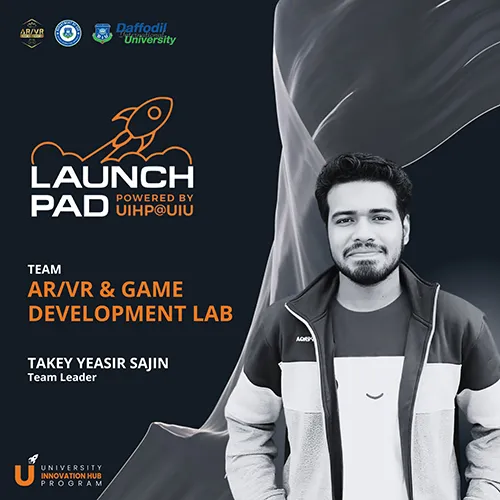 AR/VR
Daffodil
International
University
LAUNCH
PAD
POWERED BY
UIHP@UIU
TEAM
AR/VR & GAME
DEVELOPMENT LAB
TAKEY YEASIR SAJIN
Team Leader
UNIVERSITY
INNOVATION HUB
PROGRAM